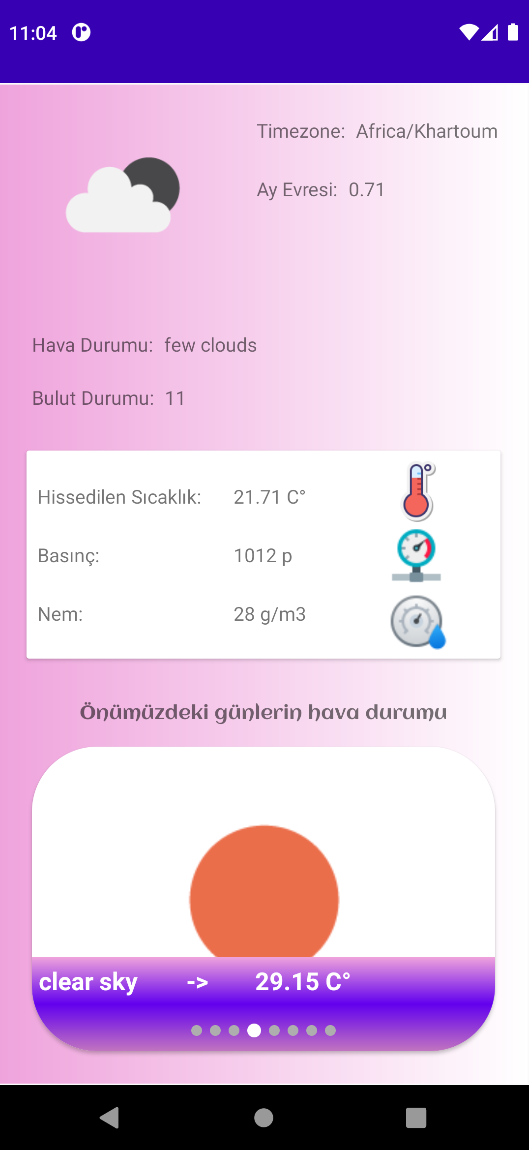 11:04
Timezone: Africa/Khartoum
Ay Evresi: 0.71
Hava Durumu: few clouds
Bulut Durumu: 11
Hissedilen Sıcaklık: 21.71 C°
Basınç: 1012 p
Nem: 28 g/m3
Önümüzdeki günlerin hava durumu
clear sky -> 29.15 C°